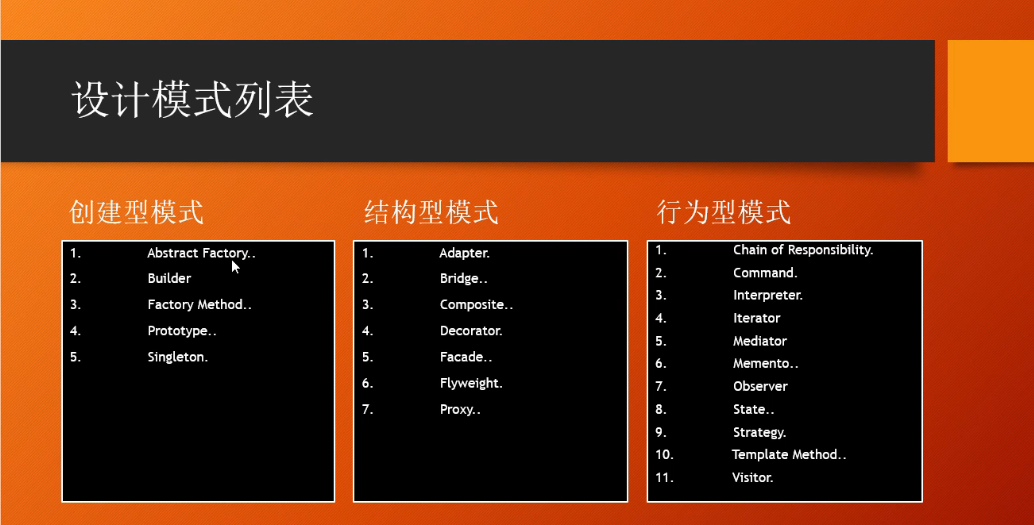 设计模式列表
创建型模式
1. Abstract Factory..
2. Builder
3. Factory Method..
4. Prototype..
5. Singleton.
结构型模式
1. Adapter.
2. Bridge..
3. Composite..
4. Decorator.
5. Facade..
6. Flyweight.
7. Proxy..
行为型模式
1. Chain of Responsibility.
2. Command.
3. Interpreter.
4. Iterator
5. Mediator
6. Memento..
7. Observer
8. State..
9. Strategy.
10. Template Method..
11. Visitor.